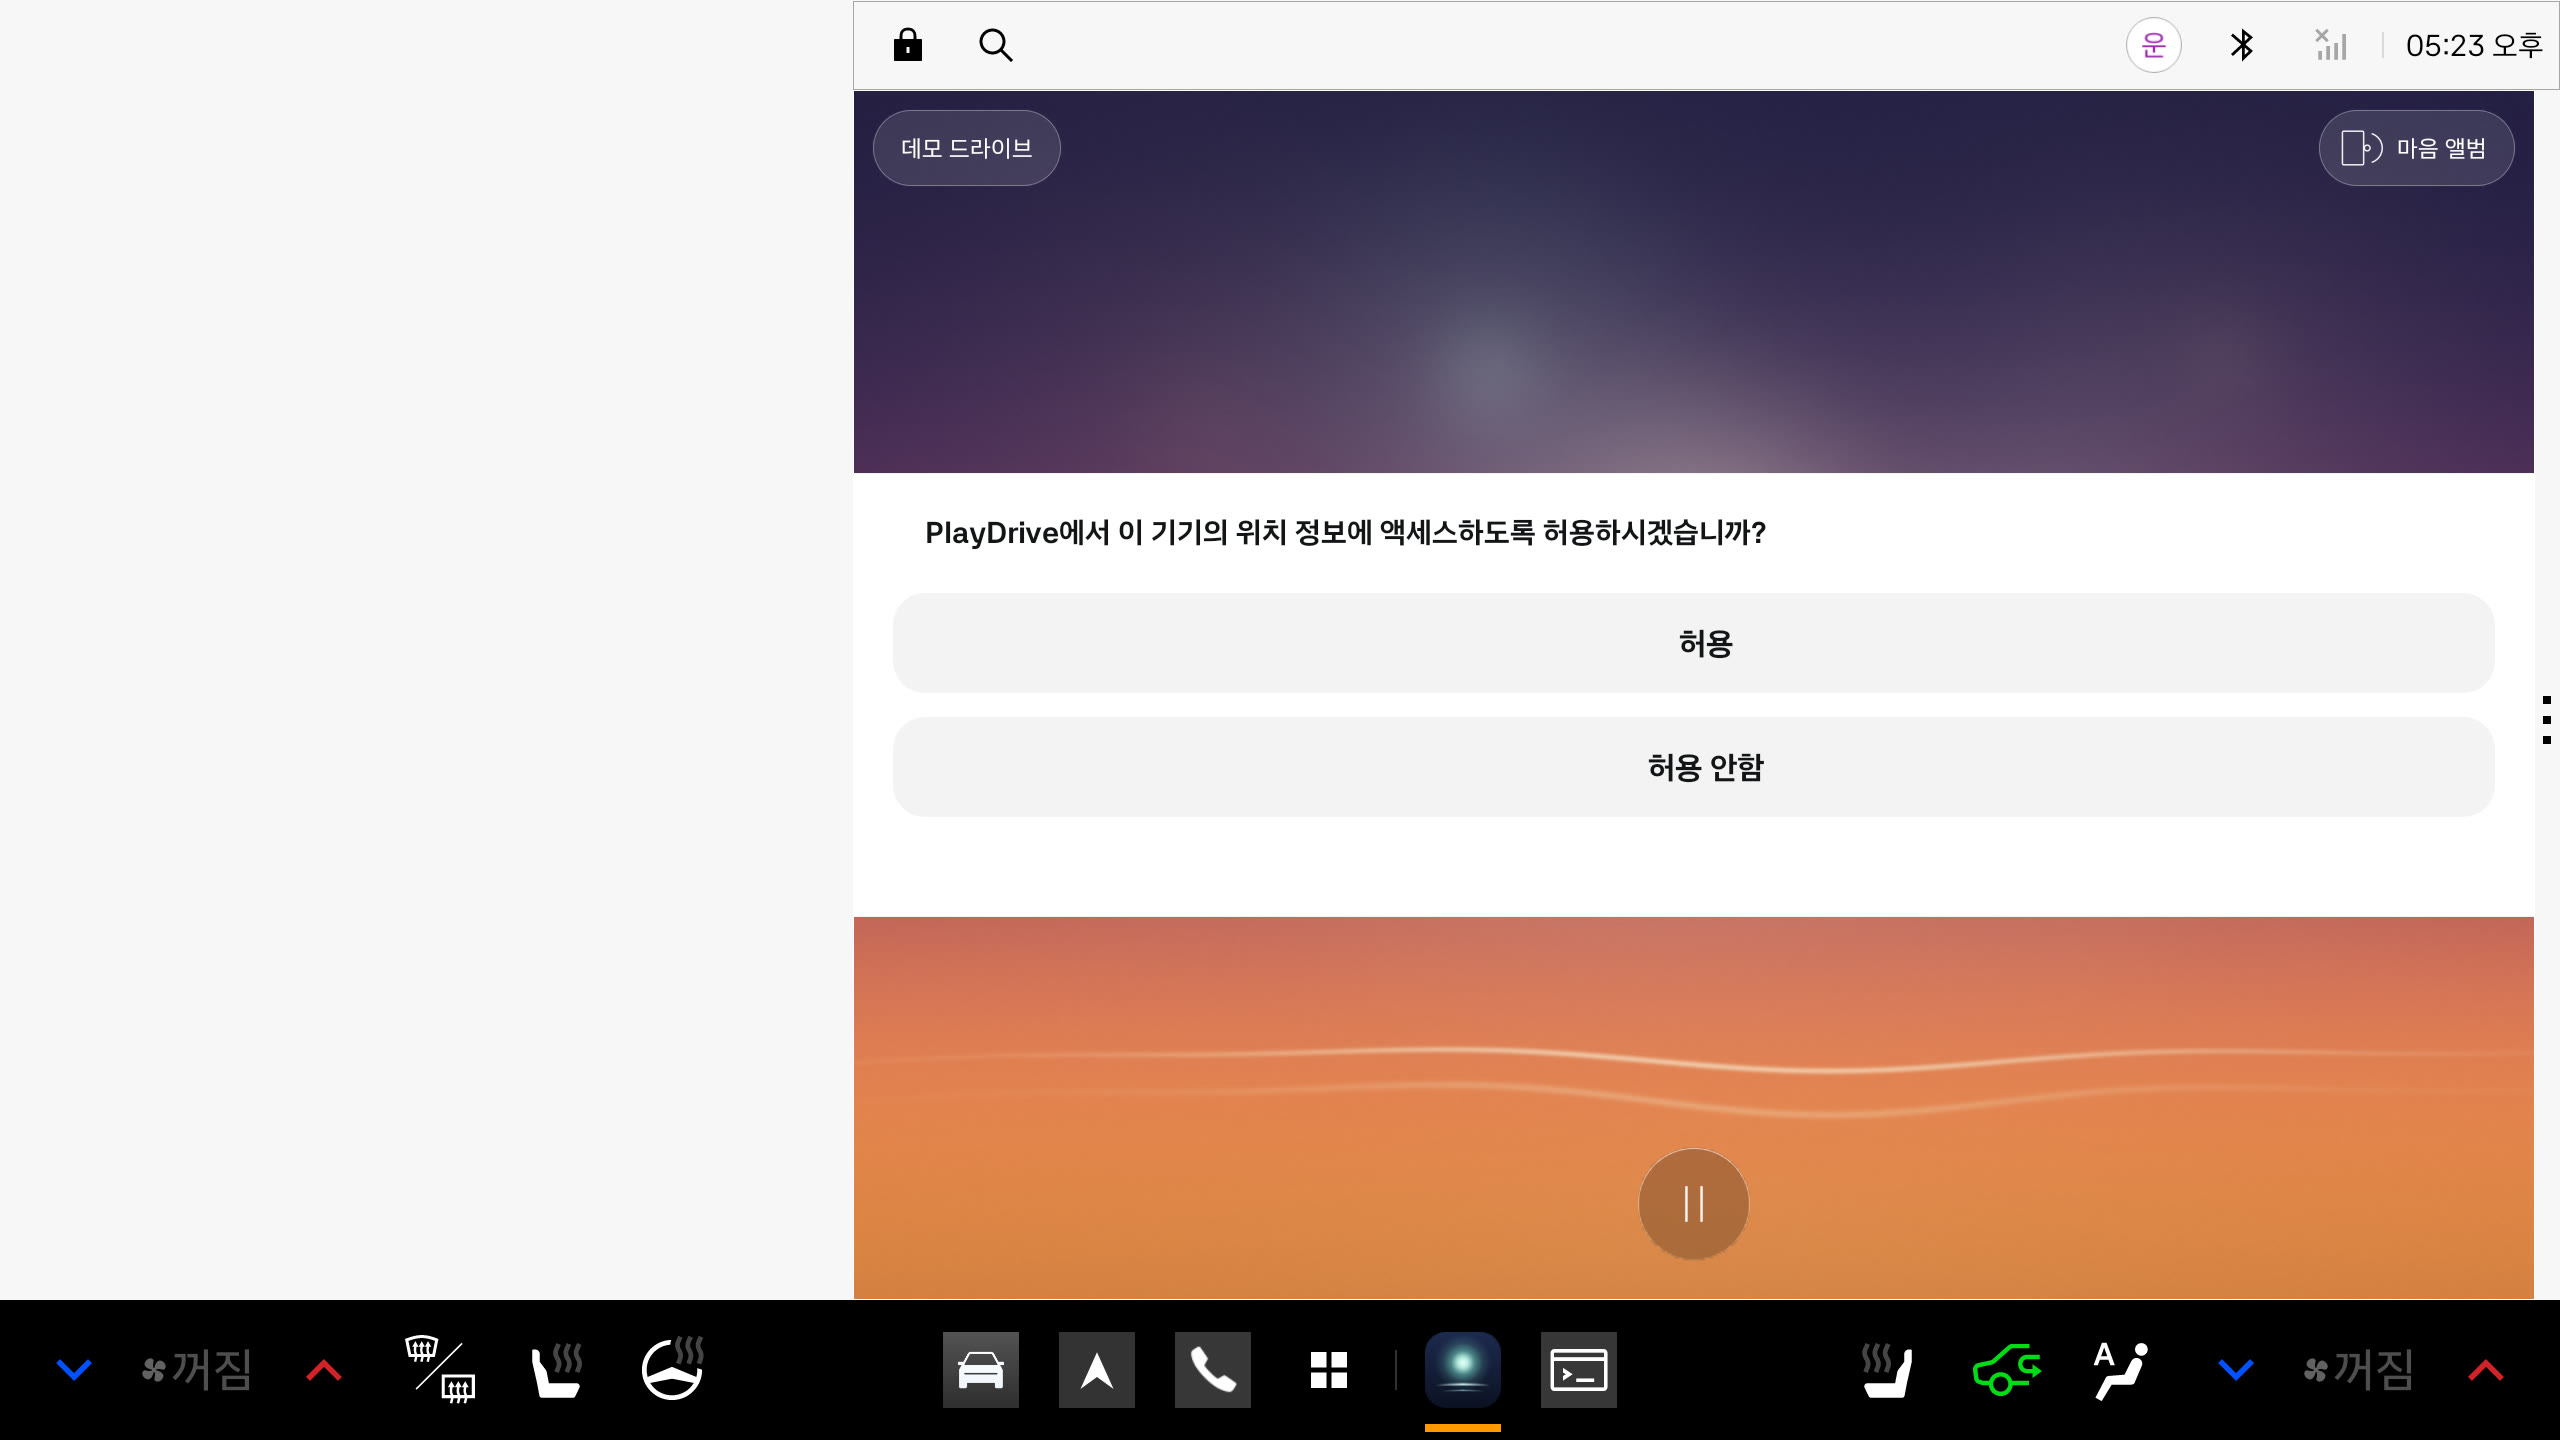 운
05:23 오후
데모 드라이브
마음 앨범
PlayDrive에서 이 기기의 위치 정보에 액세스하도록 허용하시겠습니까?
허용
허용 안함
꺼짐
A
꺼짐